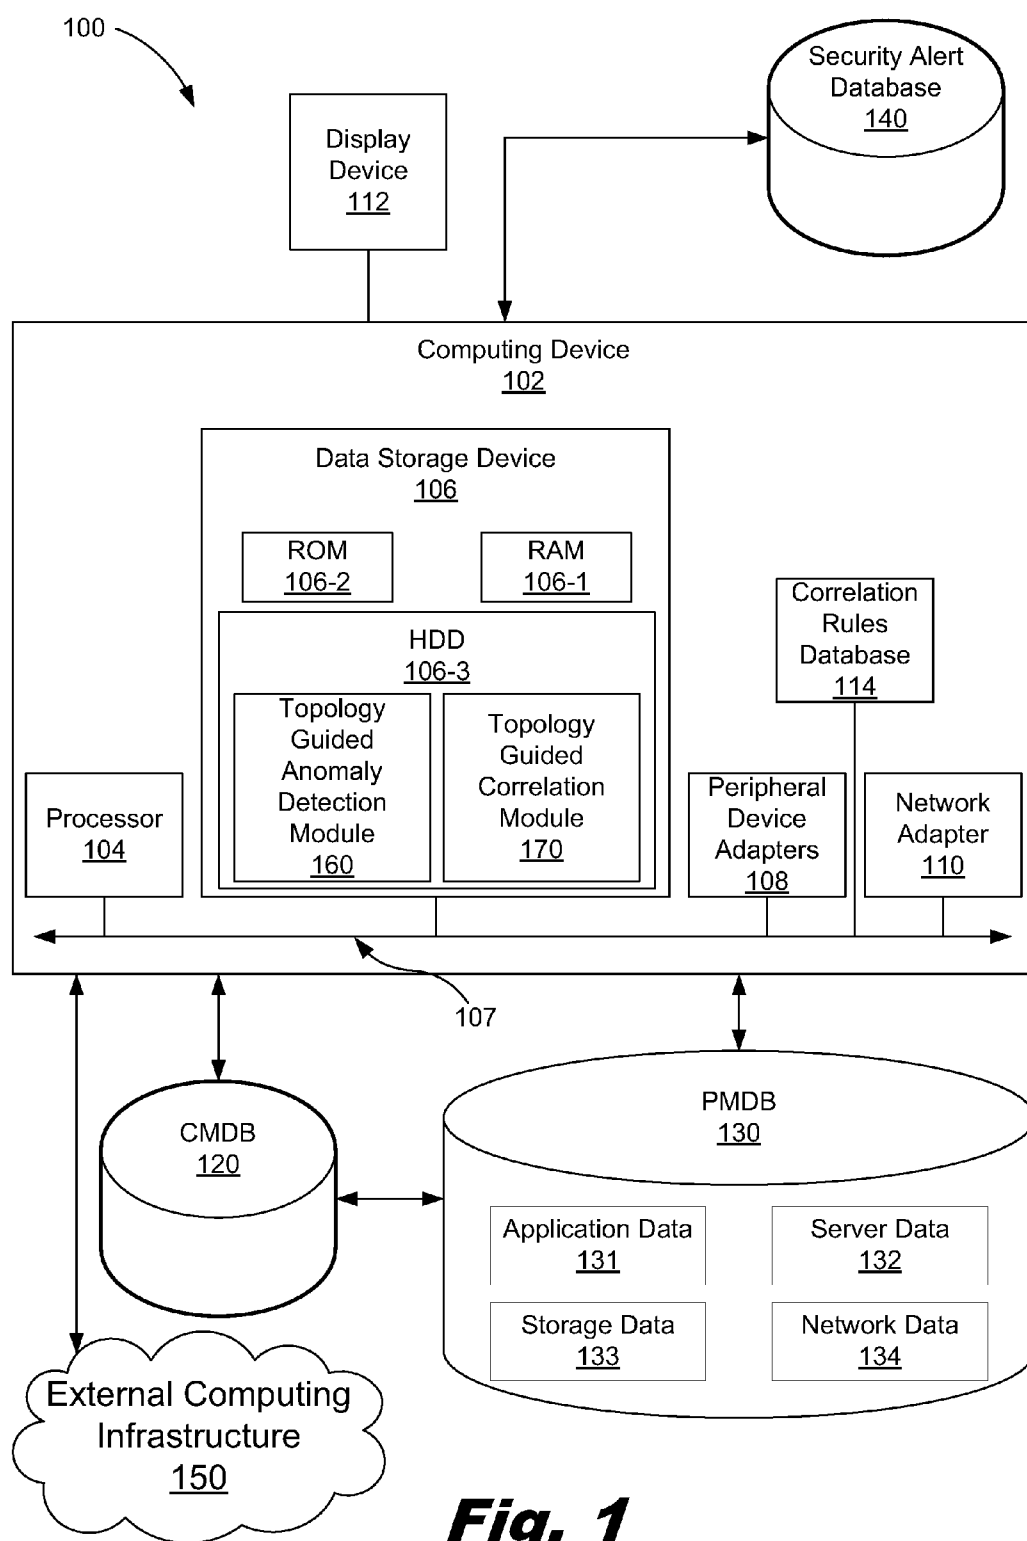 100
Security Alert
Database
140
Display
Device
112
Computing Device
102
Data Storage Device
106
ROM
106-2
RAM
106-1
HDD
106-3
Topology
Guided
Anomaly
Detection
Module
160
Topology
Guided
Correlation
Module
170
Correlation
Rules
Database
114
Processor
104
Peripheral
Device
Adapters
108
Network
Adapter
110
107
CMDB
120
PMDB
130
Application Data
131
Server Data
132
Storage Data
133
Network Data
134
External Computing
Infrastructure
150
Fig. 1